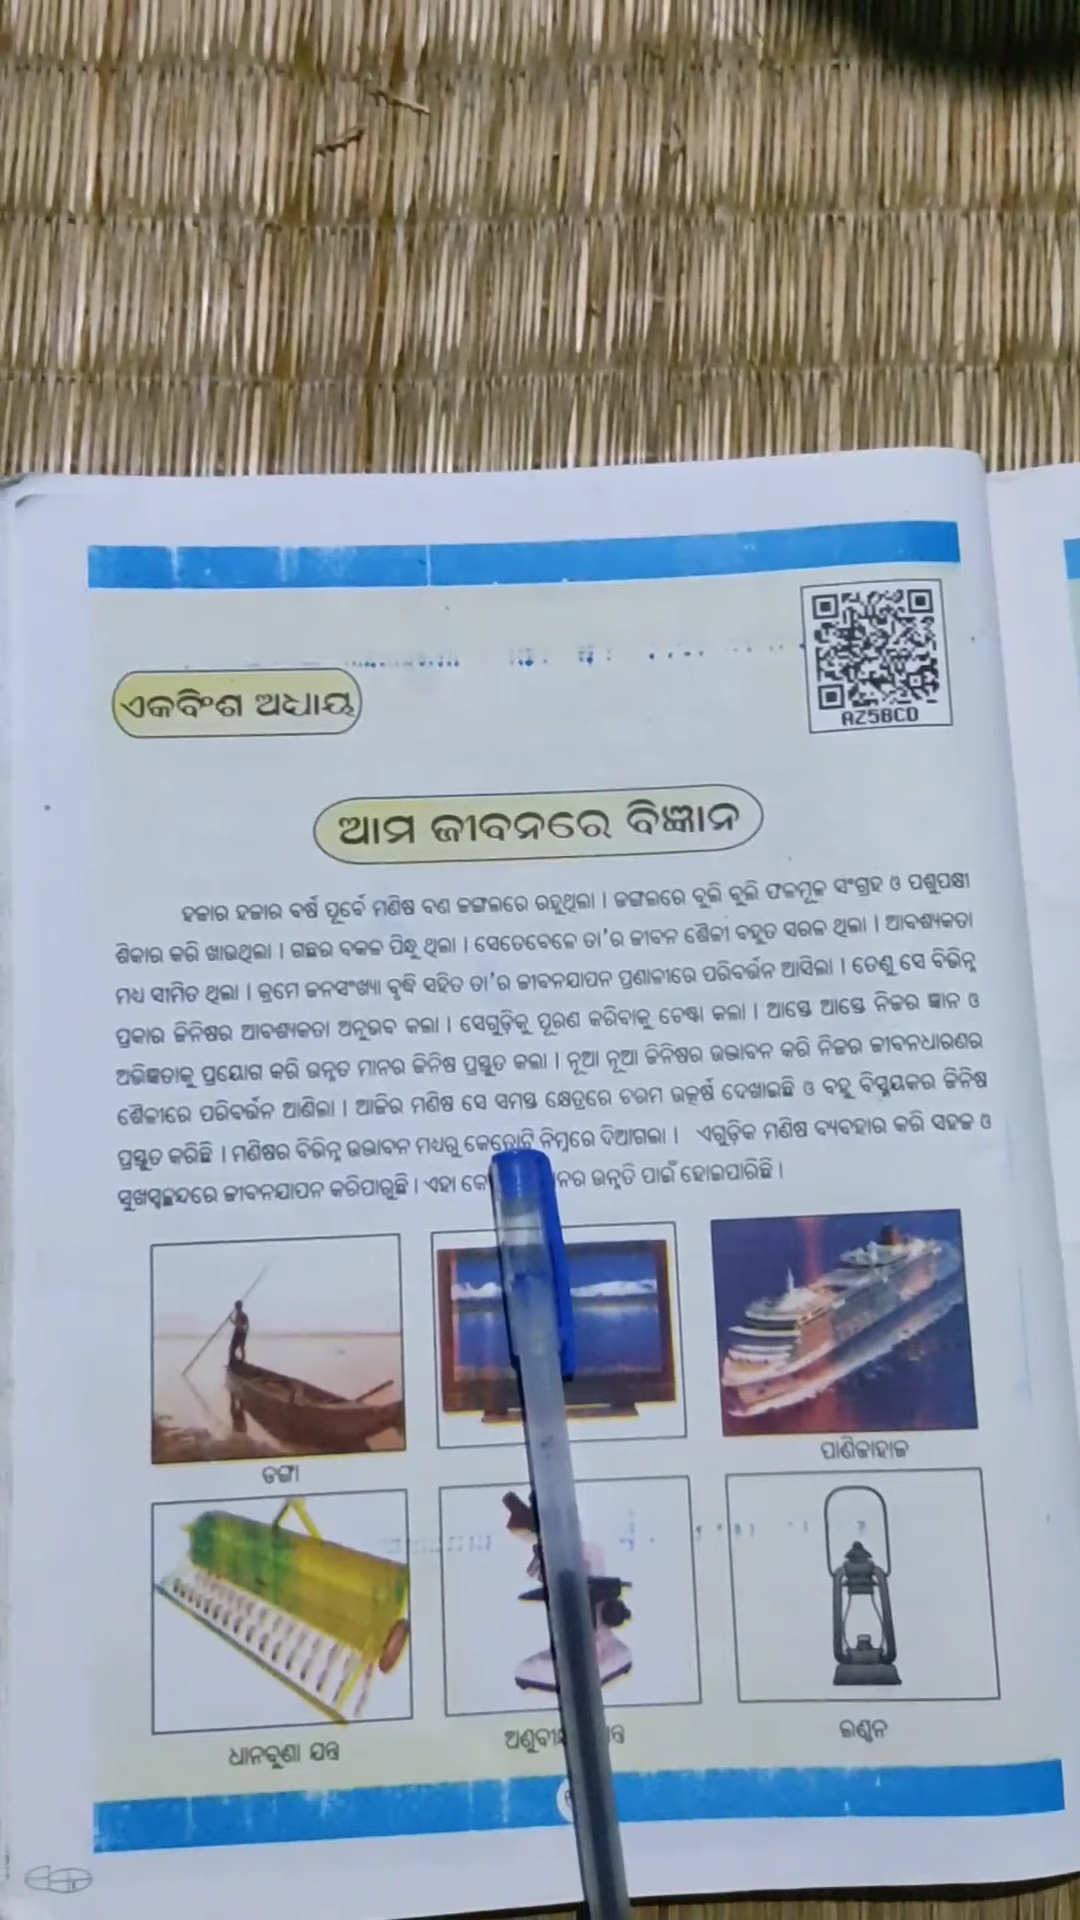 AZ5BCD
ଏକବିଂଶ ଅଧ୍ୟାୟ
ଆମ ଜୀବନରେ ବିଜ୍ଞାନ
ହଜାର ହଜାର ବର୍ଷ ପୂର୍ବେ ମଣିଷ ବଣ ଜଙ୍ଗଲରେ ରହୁଥିଲା । ଜଙ୍ଗଲରେ ବୁଲି ବୁଲି ଫଳମୂଳ ସଂଗ୍ରହ ଓ ପଶୁପକ୍ଷୀ
ଶିକାର କରି ଖାଉଥିଲା । ଗଛର ବକଳ ପିନ୍ଧୁ ଥିଲା । ସେତେବେଳେ ତା'ର ଜୀବନ ଶୈଳୀ ବହୁତ ସରଳ ଥିଲା । ଆବଶ୍ୟକତା
ମଧ୍ୟ ସୀମିତ ଥିଲା । କ୍ରମେ ଜନସଂଖ୍ୟା ବୃଦ୍ଧି ସହିତ ତା'ର ଜୀବନଯାପନ ପ୍ରଣାଳୀରେ ପରିବର୍ତ୍ତନ ଆସିଲା । ତେଣୁ ସେ ବିଭିନ୍ନ
ପ୍ରକାର ଜିନିଷର ଆବଶ୍ୟକତା ଅନୁଭବ କଲା । ସେଗୁଡ଼ିକୁ ପୂରଣ କରିବାକୁ ଚେଷ୍ଟା କଲା । ଆସ୍ତେ ଆସ୍ତେ ନିଜର ଜ୍ଞାନ ଓ
ଅଭିଜ୍ଞତାକୁ ପ୍ରୟୋଗ କରି ଉନ୍ନତ ମାନର ଜିନିଷ ପ୍ରସ୍ତୁତ କଲା । ନୂଆ ନୂଆ ଜିନିଷର ଉଦ୍ଭାବନ କରି ନିଜର ଜୀବନଧାରଣର
ଶୈଳୀରେ ପରିବର୍ତ୍ତନ ଆଣିଲା । ଆଜିର ମଣିଷ ସେ ସମସ୍ତ କ୍ଷେତ୍ରରେ ଚରମ ଉତ୍କର୍ଷ ଦେଖାଇଛି ଓ ବହୁ ବିସ୍ମୟକର ଜିନିଷ
ପ୍ରସ୍ତୁତ କରିଛି । ମଣିଷର ବିଭିନ୍ନ ଉଦ୍ଭାବନ ମଧ୍ୟରୁ କେତୋଟି ନିମ୍ନରେ ଦିଆଗଲା । ଏଗୁଡ଼ିକ ମଣିଷ ବ୍ୟବହାର କରି ସହଜ ଓ
ସୁଖସ୍ୱଚ୍ଛନ୍ଦରେ ଜୀବନଯାପନ କରିପାରୁଛି । ଏହା ଉନ୍ନତି ପାଇଁ ହୋଇପାରିଛି ।
ଡଙ୍ଗା
ପାଣିଜାହାଜ
ଧାନବୁଣା ଯନ୍ତ୍ର
ଲଣ୍ଠନ